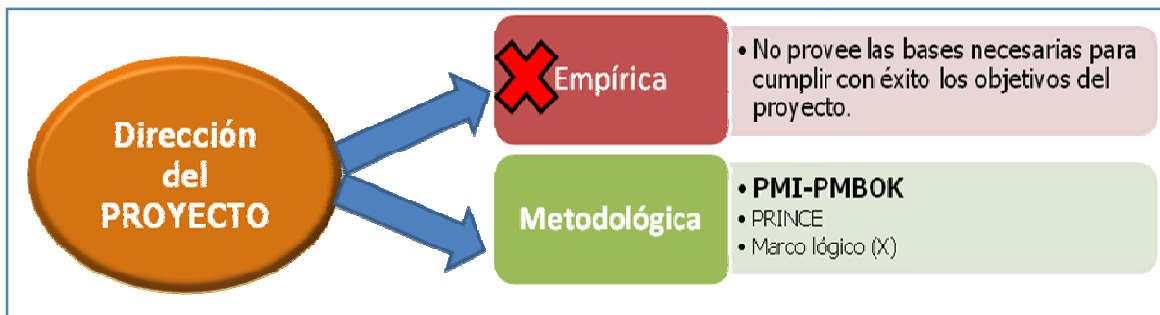 Dirección
del
PROYECTO
Empírica
• No provee las bases necesarias para
cumplir con éxito los objetivos del
proyecto.
Metodológica
• PMI-PMBOK
• PRINCE
• Marco lógico (X)